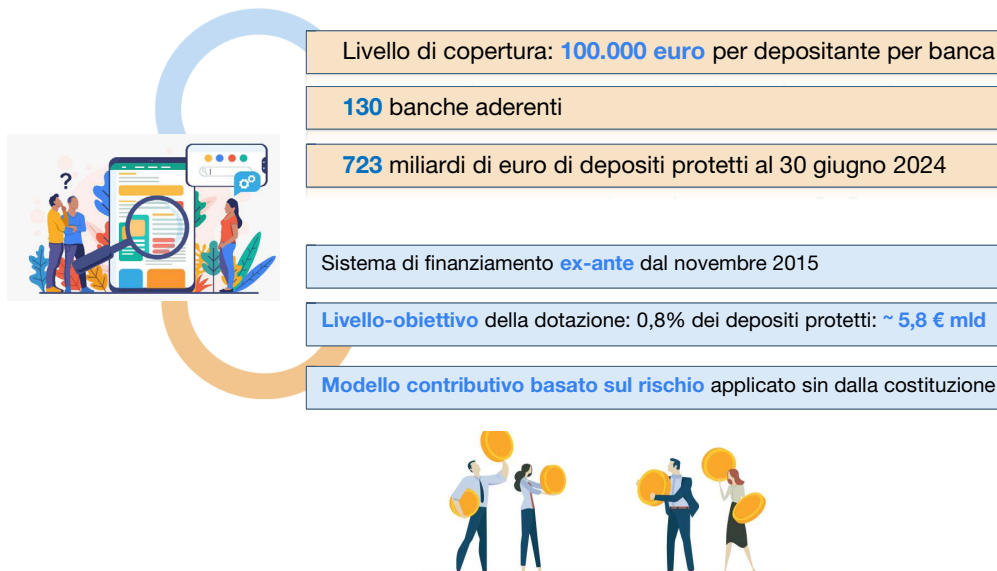 Livello di copertura: 100.000 euro per depositante per banca
130 banche aderenti
723 miliardi di euro di depositi protetti al 30 giugno 2024
?
Sistema di finanziamento ex-ante dal novembre 2015
Livello-obiettivo della dotazione: 0,8% dei depositi protetti: ~ 5,8 € mld
Modello contributivo basato sul rischio applicato sin dalla costituzione